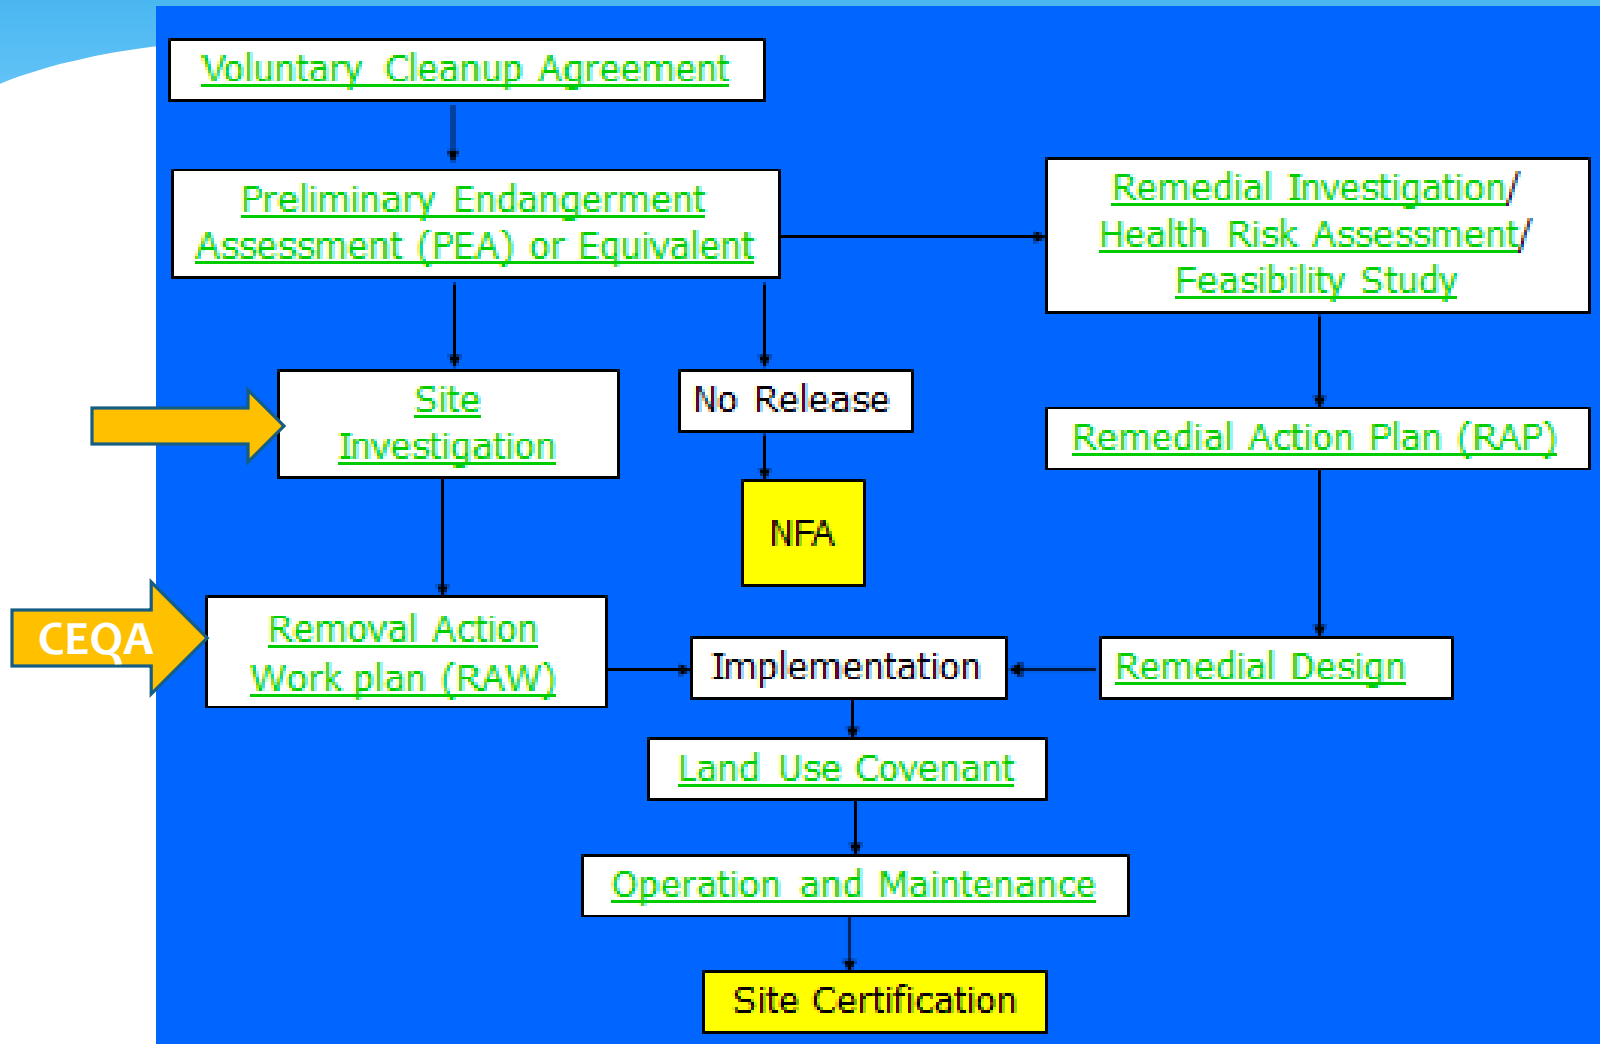 Voluntary Cleanup Agreement
Preliminary Endangerment
Assessment (PEA) or Equivalent
Remedial Investigation/
Health Risk Assessment/
Feasibility Study
Site
Investigation
No Release
Remedial Action Plan (RAP)
NFA
CEQA
Removal Action
Work plan (RAW)
Implementation
Remedial Design
Land Use Covenant
Operation and Maintenance
Site Certification